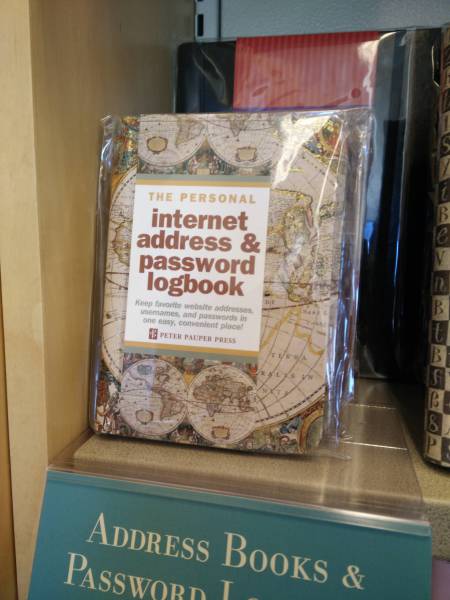 THE PERSONAL
internet
address &
password
logbook
Keep favorite website addresses,
usernames, and passwords in
one easy, convenient place!
PETER PAUPER PRESS
ADDRESS BOOKS &
PASSWORD